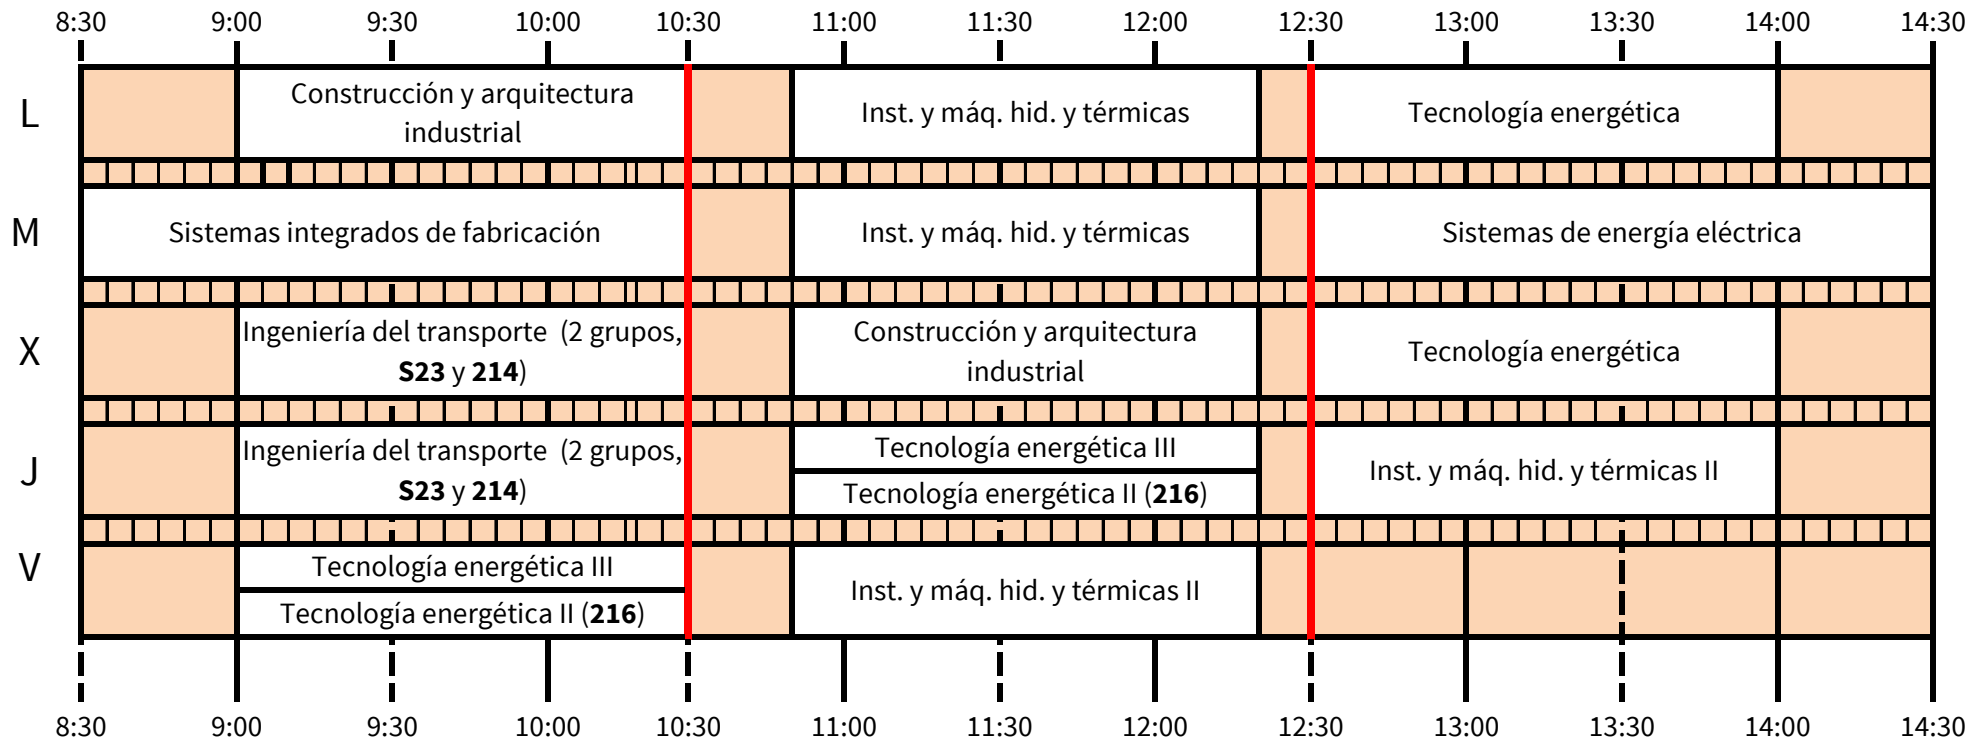 8:30 9:00 9:30 10:00 10:30 11:00 11:30 12:00 12:30 13:00 13:30 14:00 14:30
L
Construcción y arquitectura
industrial
Inst. y máq. hid. y térmicas
Tecnología energética
M
Sistemas integrados de fabricación
Inst. y máq. hid. y térmicas
Sistemas de energía eléctrica
X
Ingeniería del transporte (2 grupos,
S23 y 214)
Construcción y arquitectura
industrial
Tecnología energética
J
Ingeniería del transporte (2 grupos,
S23 y 214)
Tecnología energética III
Tecnología energética II (216)
Inst. y máq. hid. y térmicas II
V
Tecnología energética III
Tecnología energética II (216)
Inst. y máq. hid. y térmicas II
8:30 9:00 9:30 10:00 10:30 11:00 11:30 12:00 12:30 13:00 13:30 14:00 14:30